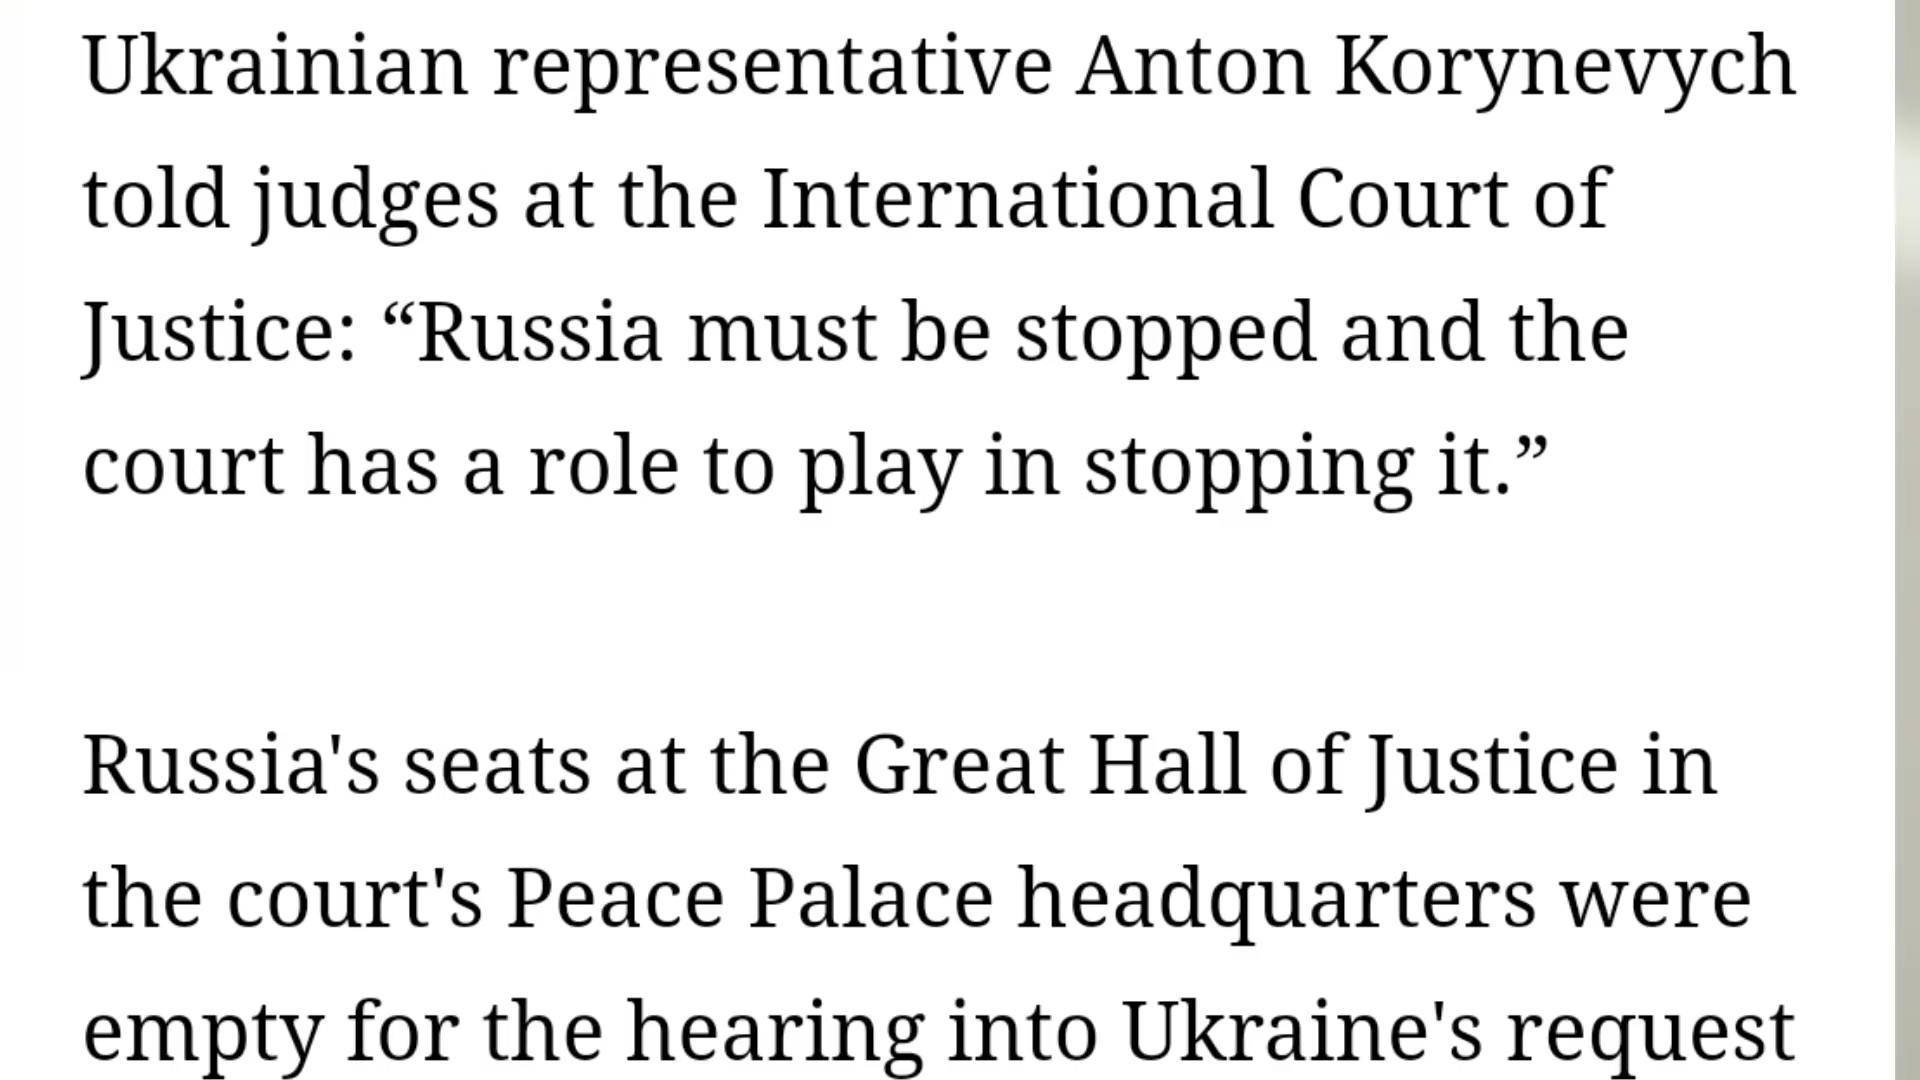 Ukrainian representative Anton Korynevych
told judges at the International Court of
Justice: “Russia must be stopped and the
court has a role to play in stopping it.”
Russia's seats at the Great Hall of Justice in
the court's Peace Palace headquarters were
empty for the hearing into Ukraine's request